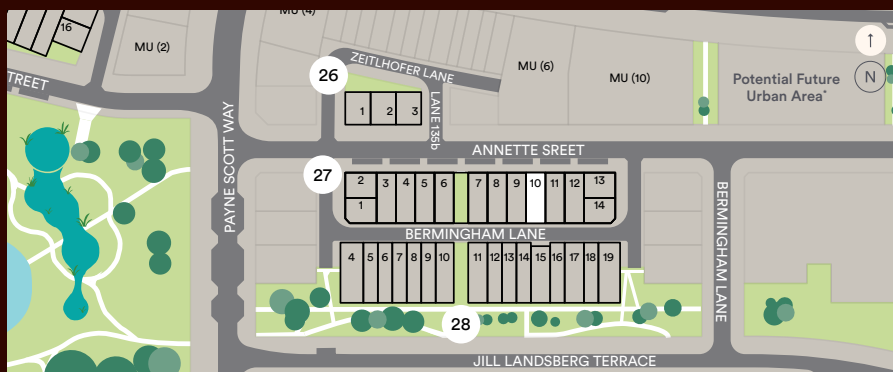 MU (4)
16
MU (2)
TREET
26
ZEITLHOFER LANE
MU (6)
MU (10)
Potential Future
Urban Area*
↑
N
1 2 3
LANE 135b
PAYNE SCOTT WAY
ANNETTE SREET
27
2 3 4 5 6 7 8 9 10 11 12 13
1 14
BERMINGHAM LANE
4 5 6 7 8 9 10 11 12 13 14 15 16 17 18 19
BERMINGHAM LANE
28
JILL LANDSBERG TERRACE